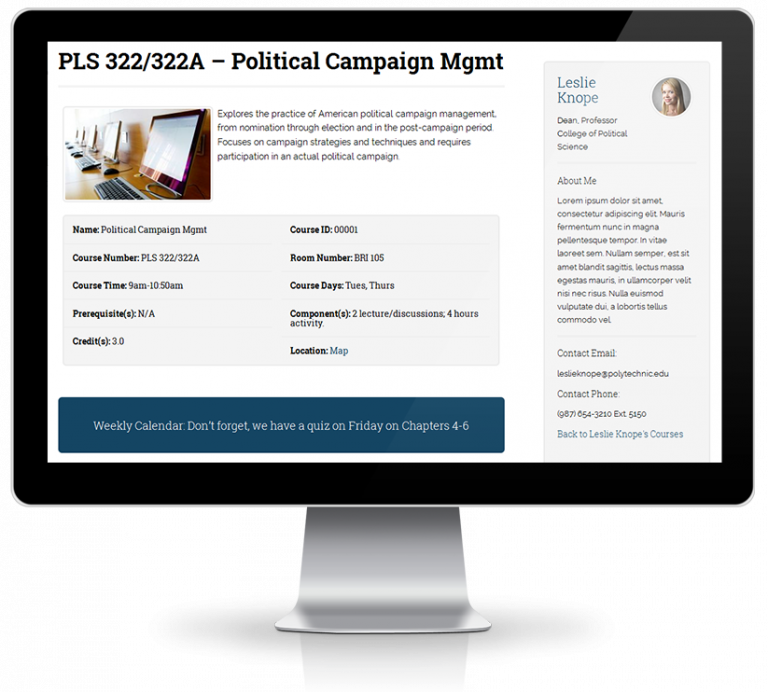 PLS 322/322A – Political Campaign Mgmt
Explores the practice of American political campaign management,
from nomination through election and in the post-campaign period.
Focuses on campaign strategies and techniques and requires
participation in an actual political campaign.
Name: Political Campaign Mgmt
Course ID: 00001
Course Number: PLS 322/322A
Room Number: BRI 105
Course Time: 9am-10:50am
Course Days: Tues, Thurs
Prerequisite(s): N/A
Component(s): 2 lecture/discussions; 4 hours
activity.
Credit(s): 3.0
Location: Map
Weekly Calendar: Don't forget, we have a quiz on Friday on Chapters 4-6
Leslie
Knope
Dean, Professor
College of Political
Science
About Me
Lorem ipsum dolor sit amet,
consectetur adipiscing elit. Mauris
fermentum nunc in magna
pellentesque tempor. In vitae
laoreet sem. Nullam semper, est sit
amet blandit sagittis, lectus massa
egestas mauris, in ullamcorper velit
nisi nec risus. Nulla euismod
vulputate dui, a lobortis tellus
commodo vel.
Contact Email:
leslieknope@polytechnic.edu
Contact Phone:
(987) 654-3210 Ext. 5150
Back to Leslie Knope's Courses